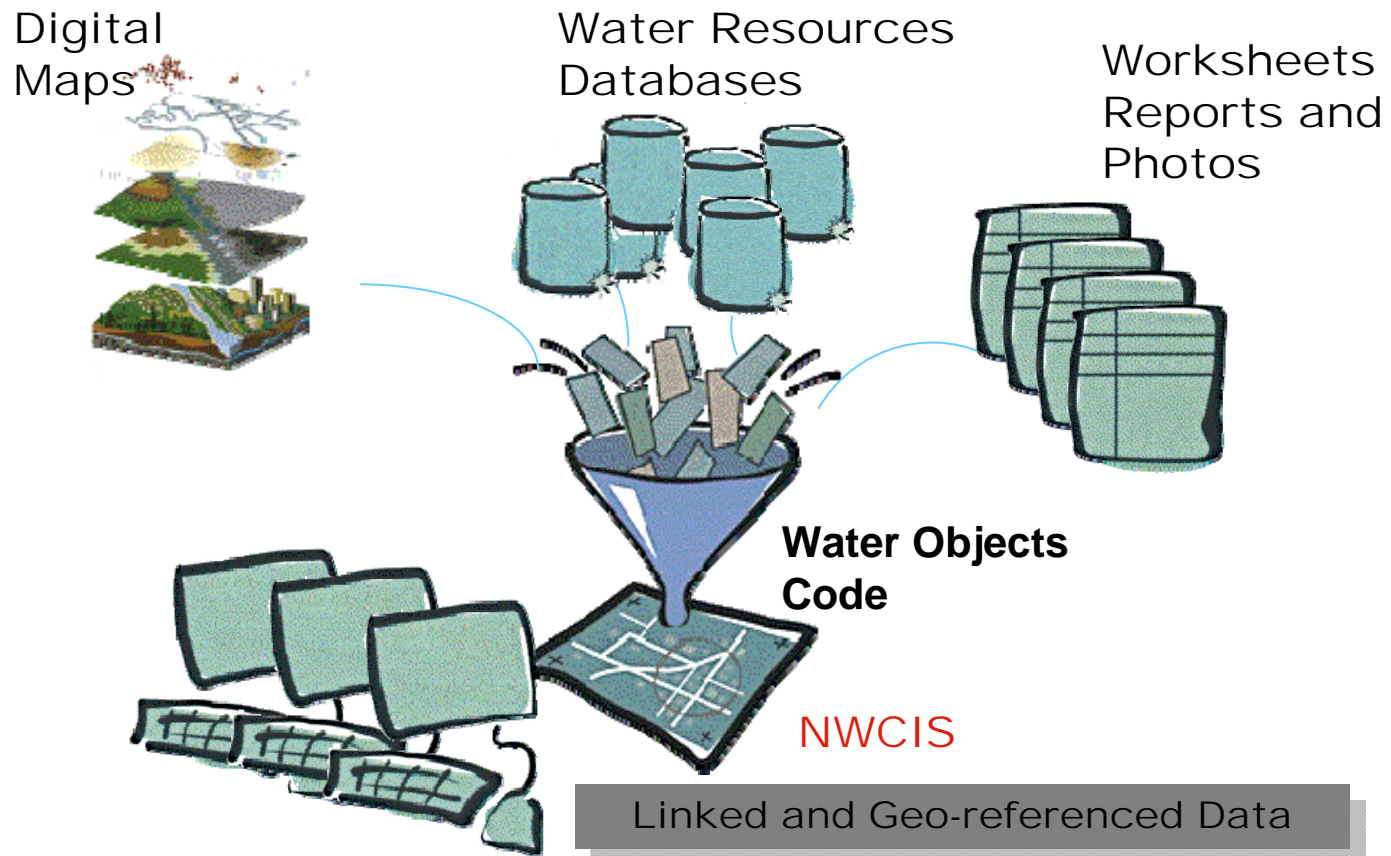 Digital
Maps
Water Resources
Databases
Worksheets
Reports and
Photos
Water Objects
Code
NWCIS
Linked and Geo-referenced Data